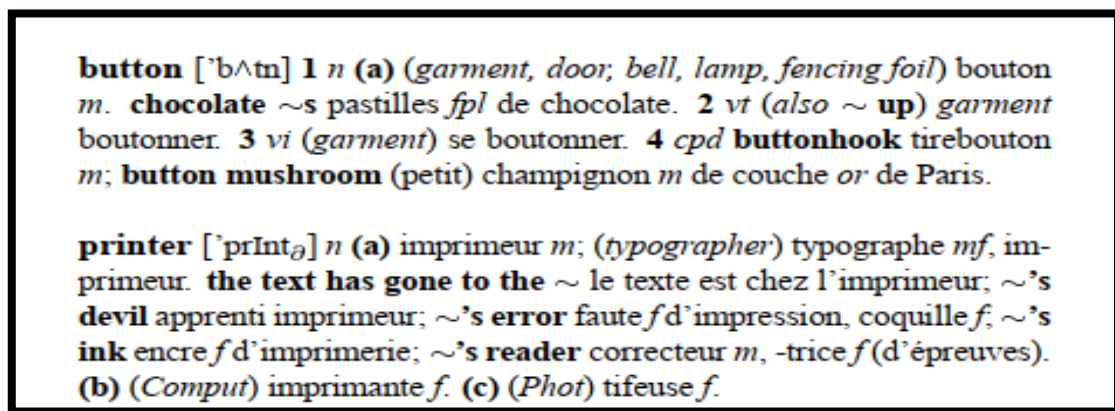 button ['b∧tn] 1 n (a) (garment, door, bell, lamp, fencing foil) bouton
m. chocolate ∼s pastilles fpl de chocolate. 2 vt (also ∼ up) garment
boutonner. 3 vi (garment) se boutonner. 4 cpd buttonhook tirebouton
m; button mushroom (petit) champignon m de couche or de Paris.
printer ['prIntə] n (a) imprimeur m; (typographer) typographe mf, im-
primeur. the text has gone to the ∼ le texte est chez l'imprimeur; ∼'s
devil apprenti imprimeur; ∼'s error faute f d'impression, coquille f; ∼'s
ink encre f d'imprimerie; ∼'s reader correcteur m, -trice f (d'épreuves).
(b) (Comput) imprimante f. (c) (Phot) tifeuse f.